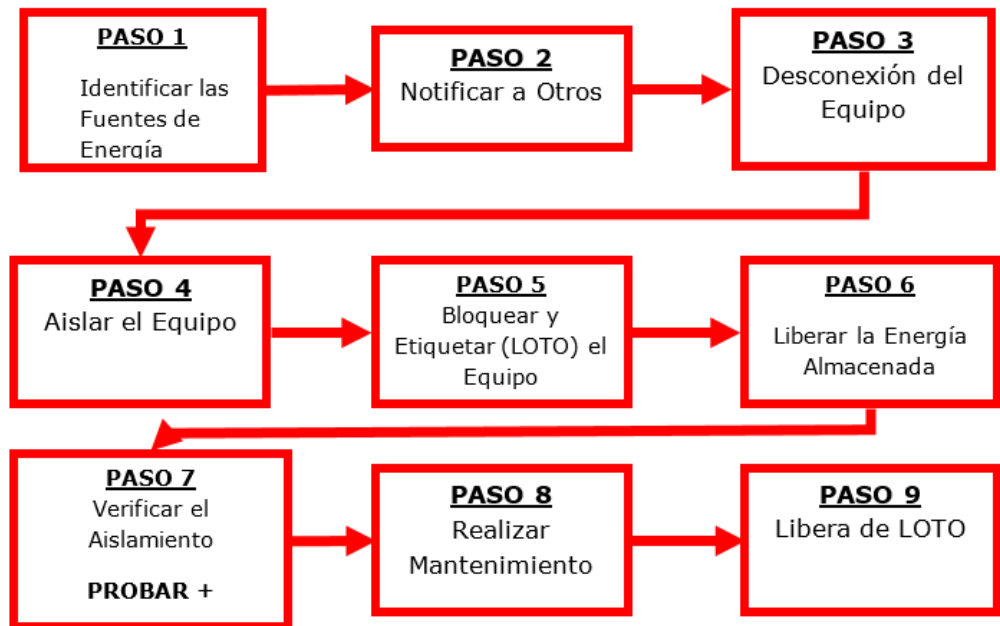 PASO 1
Identificar las
Fuentes de
Energía
PASO 2
Notificar a Otros
PASO 3
Desconexión del
Equipo
PASO 4
Aislar el Equipo
PASO 5
Bloquear y
Etiquetar (LOTO) el
Equipo
PASO 6
Liberar la Energía
Almacenada
PASO 7
Verificar el
Aislamiento
PROBAR +
PASO 8
Realizar
Mantenimiento
PASO 9
Libera de LOTO